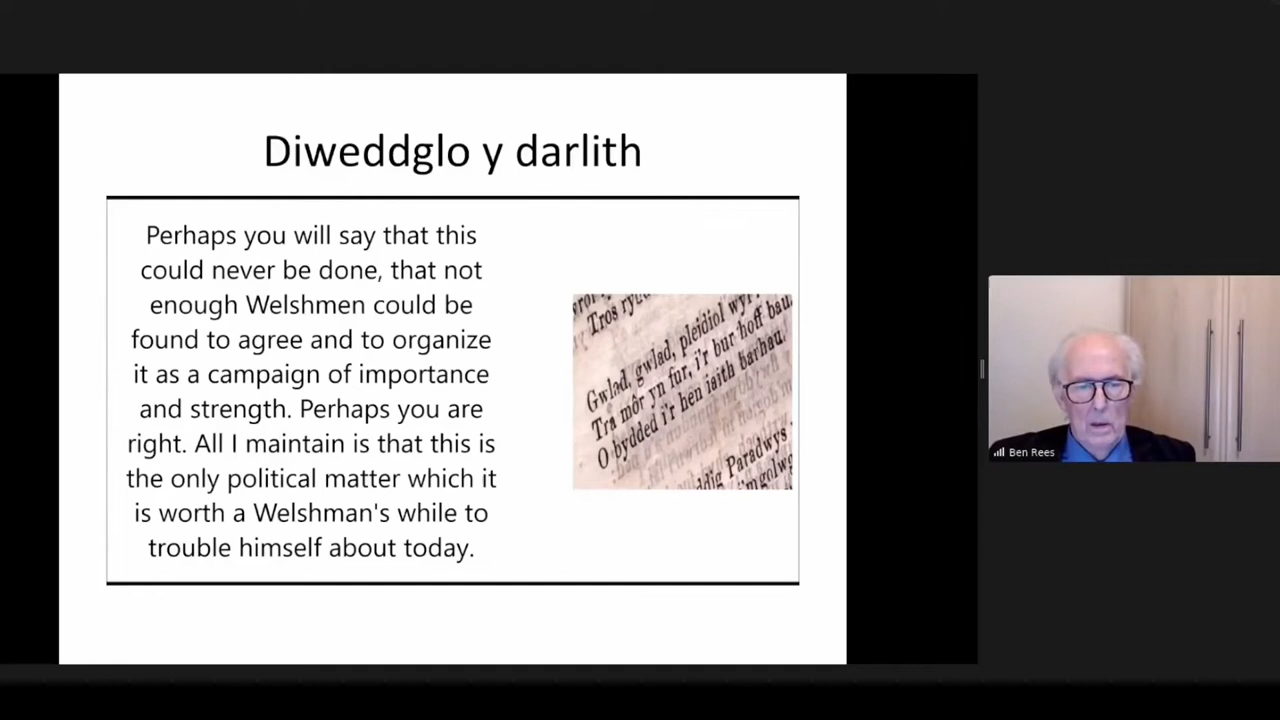 Diweddglo y darlith
Perhaps you will say that this
could never be done, that not
enough Welshmen could be
found to agree and to organize
it as a campaign of importance
and strength. Perhaps you are
right. All I maintain is that this is
the only political matter which it
is worth a Welshman's while to
trouble himself about today.
Tros
Gwlad, gwlad, pleidiol
Tra môr yn fur, i'r bur hoff bau,
O bydded i'r hen iaith barhau.
Paradwys
Ben Rees